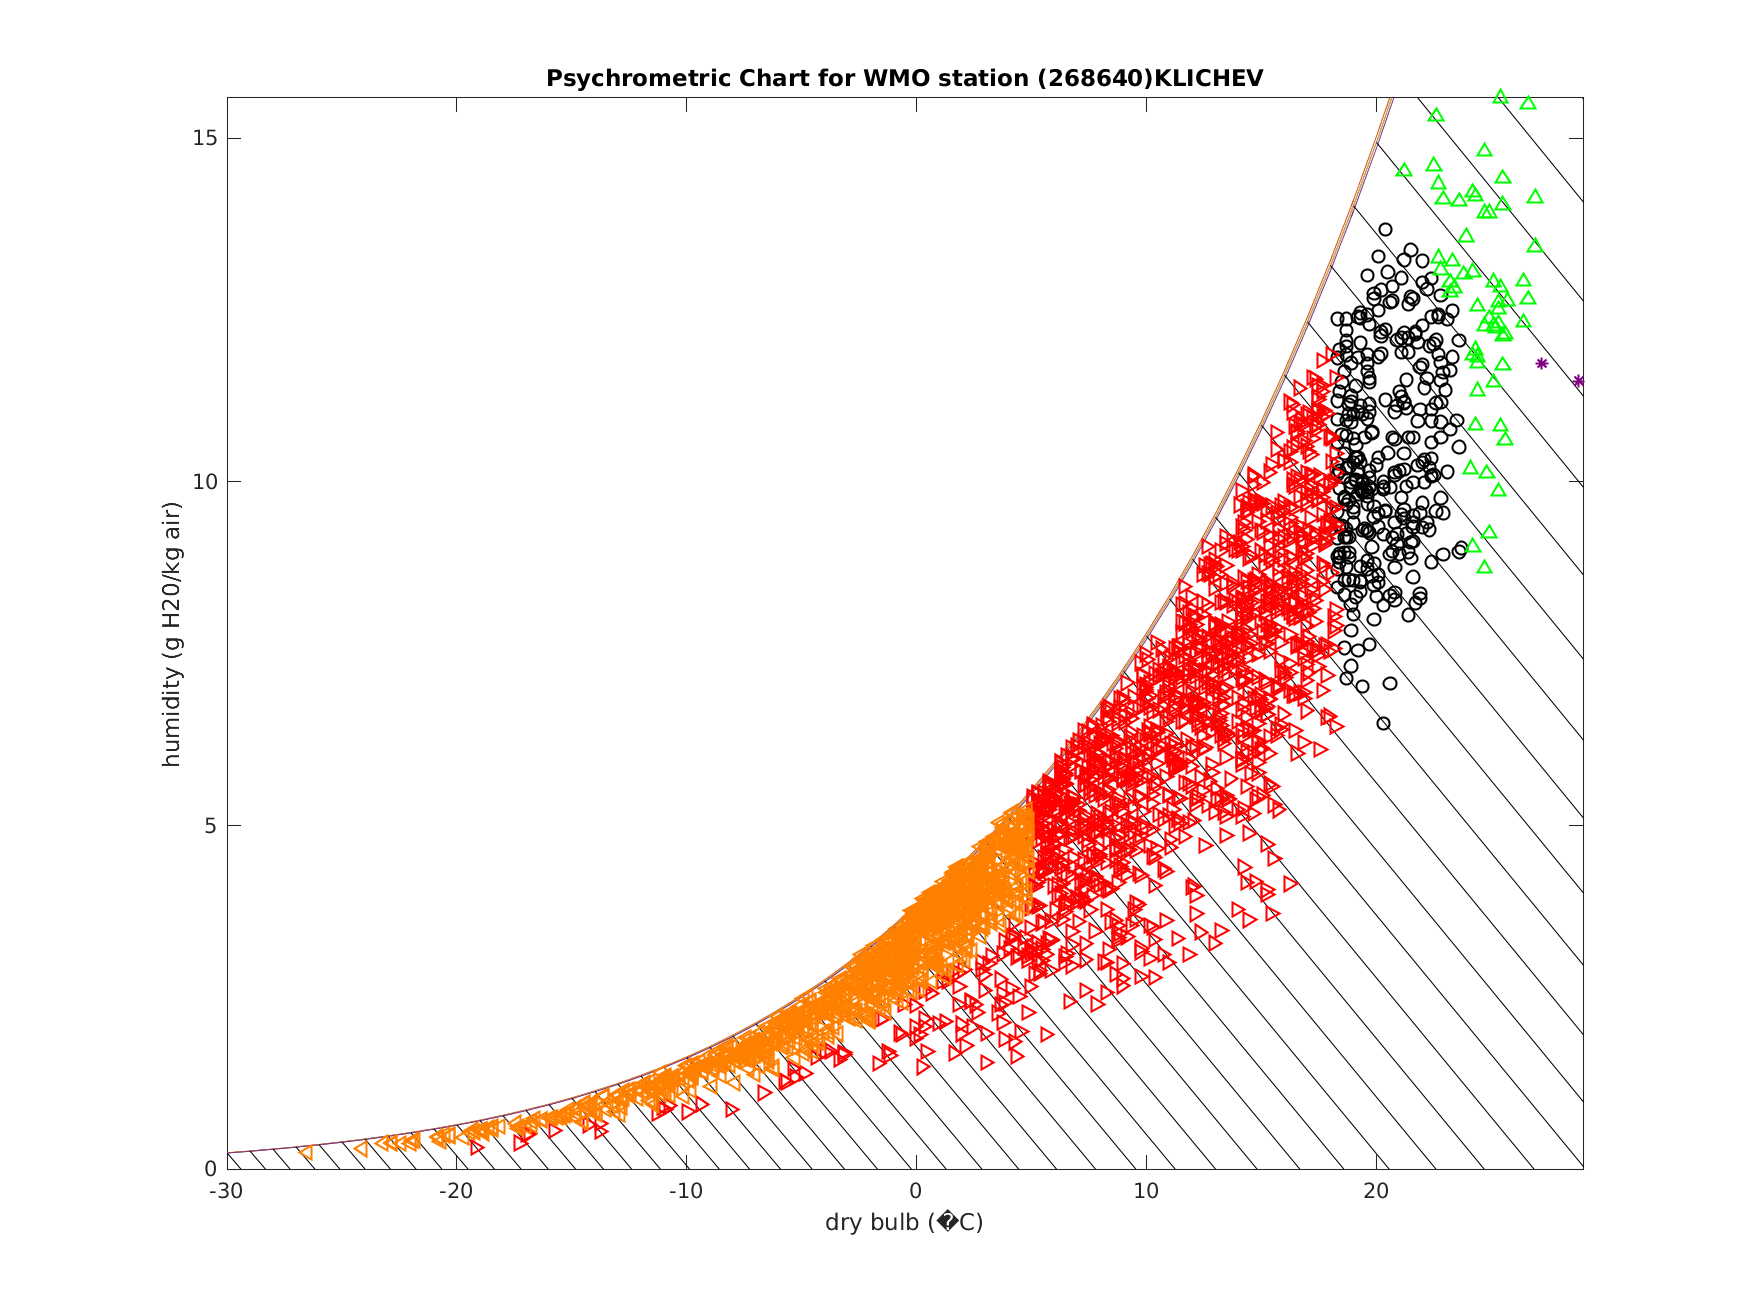 Psychrometric Chart for WMO station (268640)KLICHEV
15
10
5
0
humidity (g H20/kg air)
-30 -20 -10 0 10 20
dry bulb (�C)